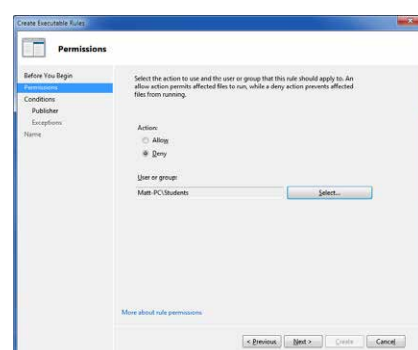 Create Executable Rules
Permissions
Before You Begin
Permissions
Conditions
Publisher
Exceptions
Name
Select the action to use and the user or group that this rule should apply to. An
allow action permits affected files to run, while a deny action prevents affected
files from running.
Action:
Allow
Deny
User or group:
Matt-PC\Students
Select...
More about rule permissions
< Previous
Next >
Create
Cancel